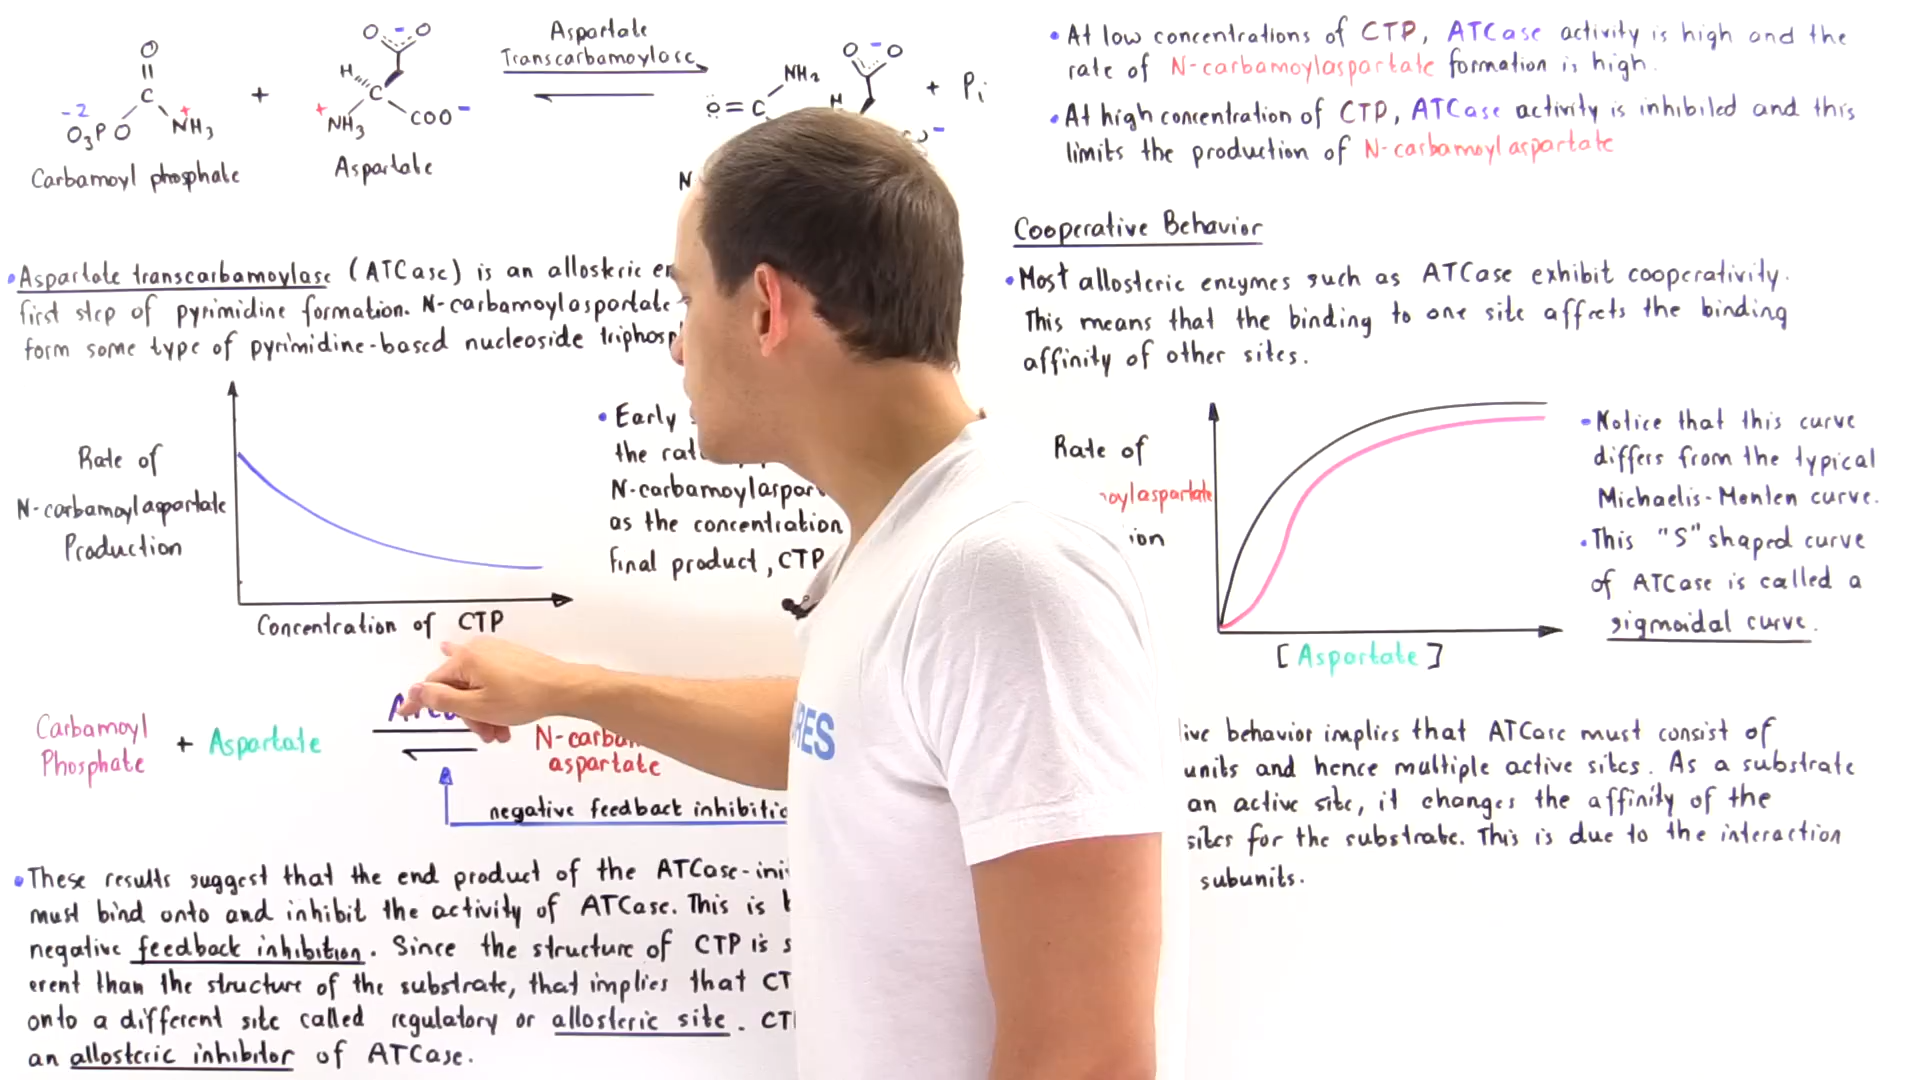 O
||
C
-2
O3PO
+
NH3
Carbamoyl phosphate
+
O - O
H
C
+
NH3
COO -
Aspartate
Aspartate
Transcarbamoylase
O - O
NH2
O=C
H
-
N
+ Pi
• Aspartate transcarbamoylase (ATCase) is an allosteric
first step of pyrimidine formation. N-carbamoylaspartate
form some type of pyrimidine-based nucleoside
Rate of
N-carbamoylaspartate
Production
Concentration of CTP
• Early
the
as the concentration
final product, CTP
Carbamoyl
Phosphate
+ Aspartate
aspartate
negative feedback
• These results suggest that the end product of the
must bind onto and inhibit the activity of ATCase. This is
negative feedback inhibition. Since the structure of CTP is
erent than the structure of the substrate, that implies that
onto a different site called regulatory or allosteric site.
an allosteric inhibitor of ATCase.
RES
• At low concentrations of CTP, ATCase activity is high and the
rate of N-carbamoylaspartate formation is high.
• At high concentration of CTP, ATCase activity is inhibited and this
limits the production of N-carbamoylaspartate
Cooperative Behavior
• Most allosteric enzymes such as ATCase exhibit cooperativity.
This means that the binding to one site affects the binding
affinity of other sites.
Rate of
oylaspartate
ion
[Aspartate]
• Notice that this curve
differs from the typical
Michaelis-Menten curve.
• This "S" shaped curve
of ATCase is called a
sigmoidal curve.
ive behavior implies that ATCase must consist of
units and hence multiple active sites. As a substrate
an active site, it changes the affinity of the
sites for the substrate. This is due to the interaction
subunits.